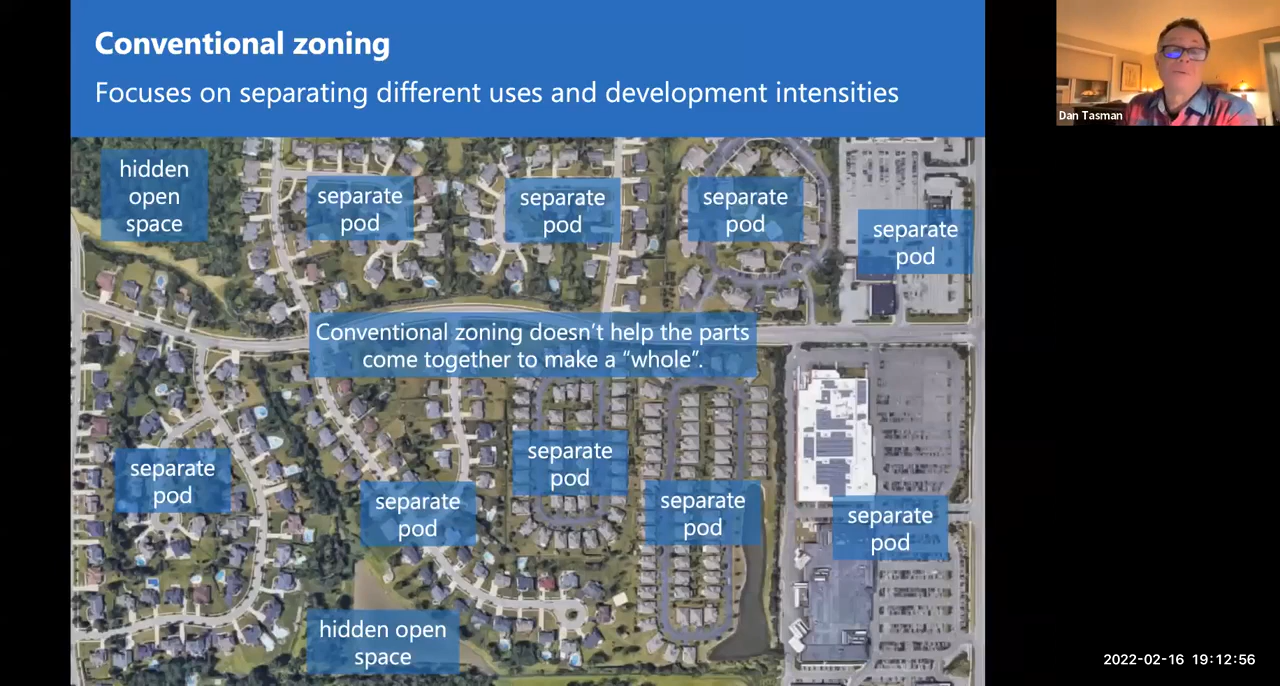 Conventional zoning
Focuses on separating different uses and development intensities
hidden
open
space
separate
pod
separate
pod
separate
pod
separate
pod
Conventional zoning doesn’t help the parts
come together to make a “whole”.
separate
pod
separate
pod
separate
pod
separate
pod
separate
pod
hidden open
space
Dan Tasman
2022-02-16 19:12:56